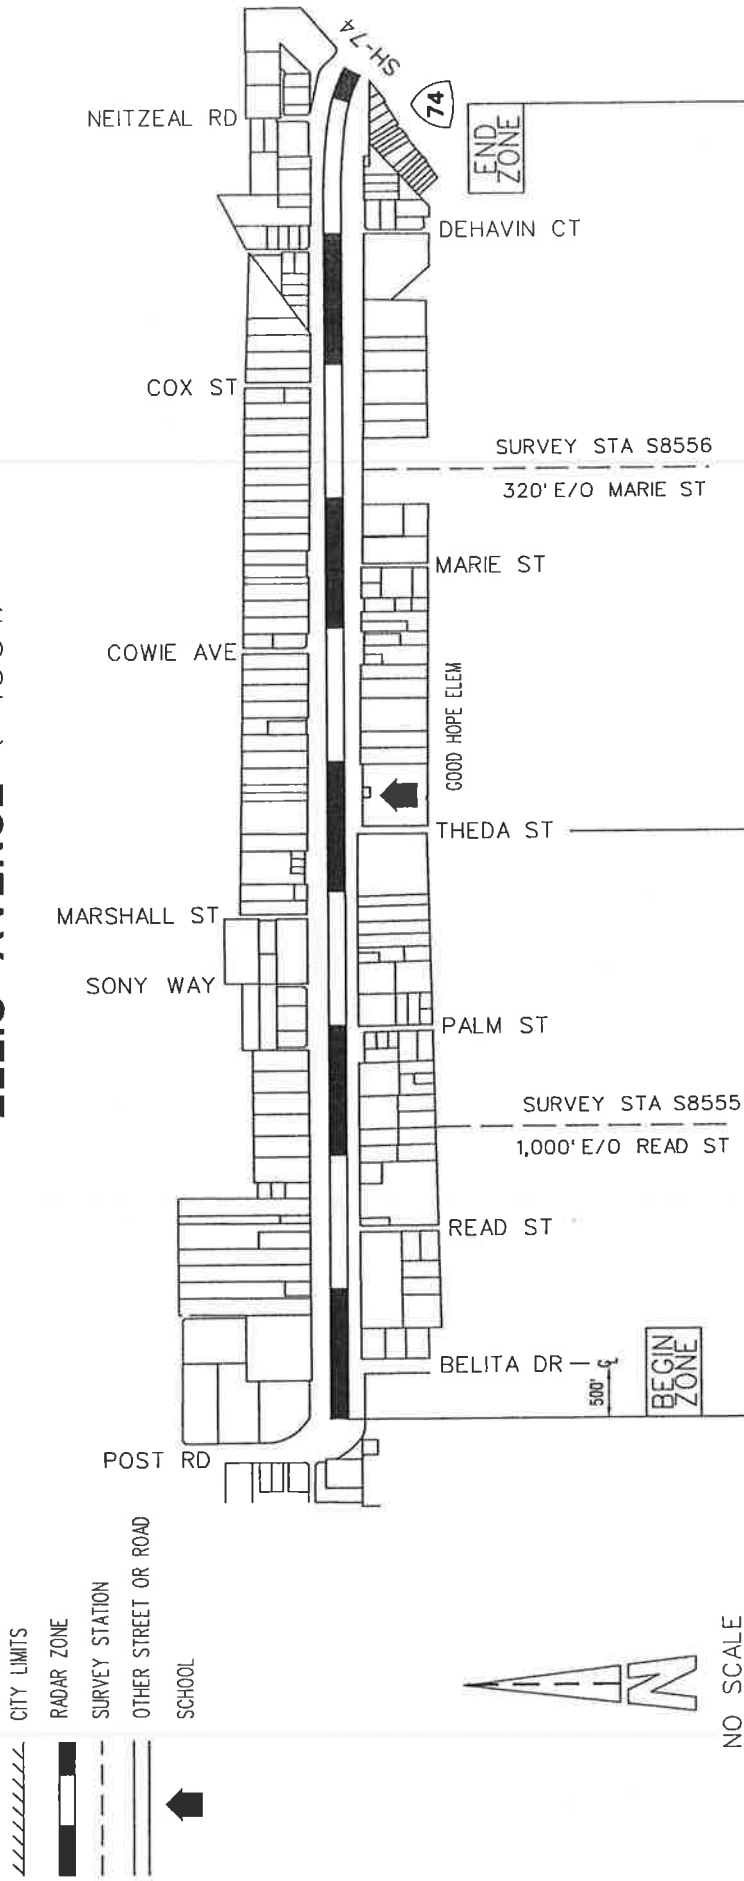 NEITZEAL RD
SH-74
74
END
ZONE
DEHAVIN CT
COX ST
SURVEY STA S8556
320' E/O MARIE ST
MARIE ST
COWIE AVE
GOOD HOPE ELEM
THEDA ST
MARSHALL ST
SONY WAY
PALM ST
SURVEY STA S8555
1,000' E/O READ ST
READ ST
BELITA DR
500'
BEGIN
ZONE
POST RD
CITY LIMITS
RADAR ZONE
SURVEY STATION
OTHER STREET OR ROAD
SCHOOL
N
NO SCALE